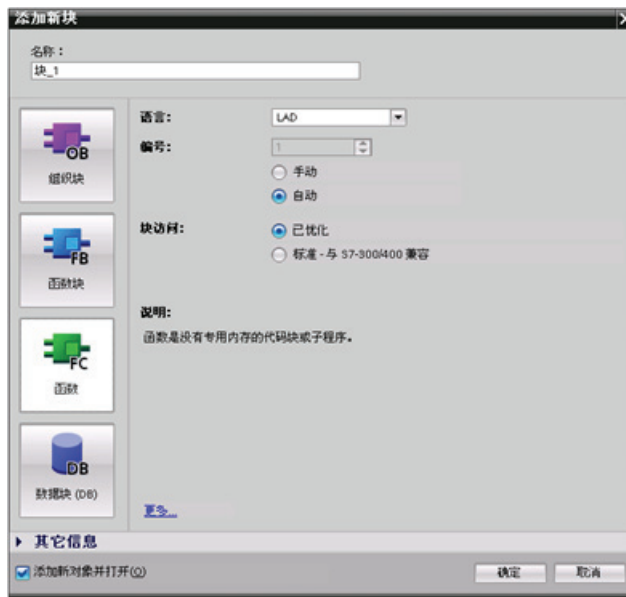 添加新块
名称：
块_1
OB
组织块
FB
函数块
FC
函数
DB
数据块 (DB)
语言：
LAD
编号：
1
手动
自动
块访问：
已优化
标准 - 与 S7-300/400 兼容
说明：
函数是没有专用内存的代码块或子程序。
更多...
其它信息
添加新对象并打开(O)
确定
取消